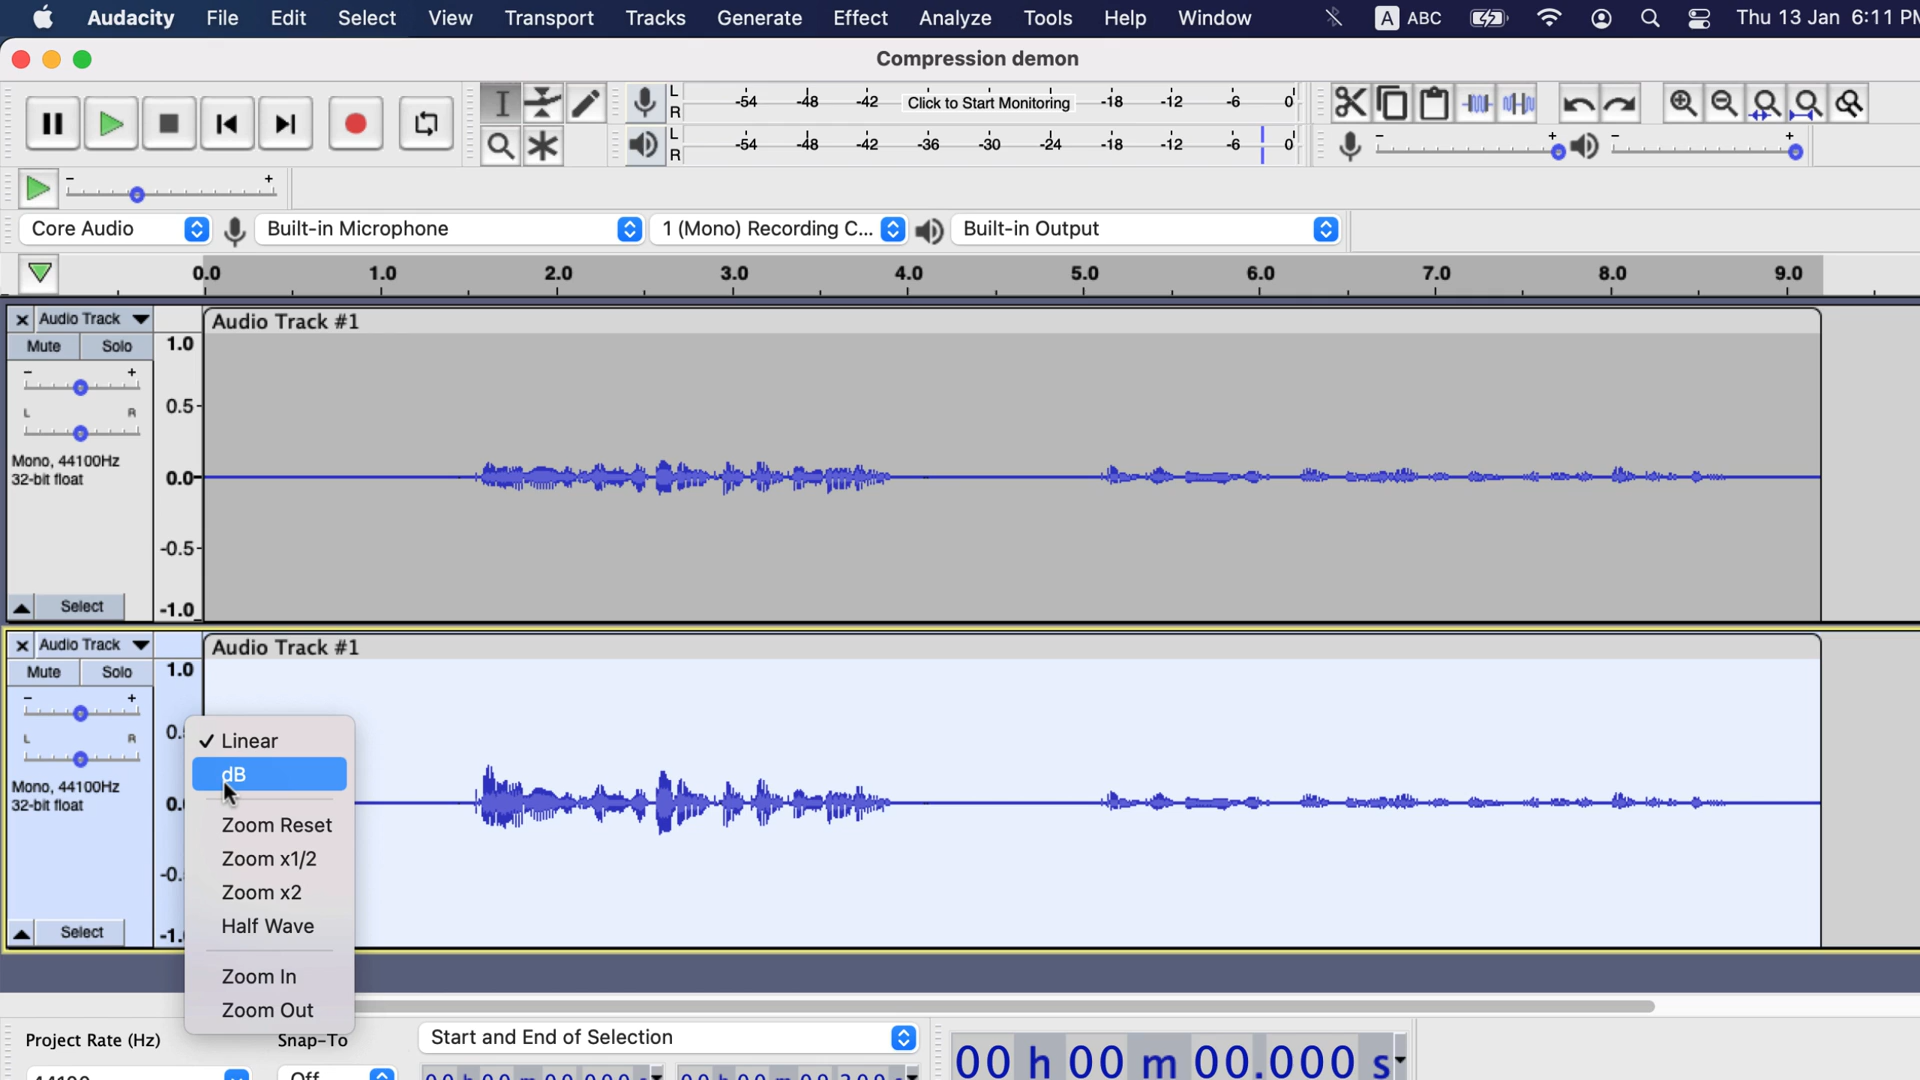 Audacity File Edit Select View Transport Tracks Generate Effect Analyze Tools Help Window A ABC Thu 13 Jan 6:11 PM
Compression demon
L R -54 -48 -42 Click to Start Monitoring -18 -12 -6 0
L R -54 -48 -42 -36 -30 -24 -18 -12 -6 0
- +
- +
- +
Core Audio Built-in Microphone 1 (Mono) Recording C... Built-in Output
0.0 1.0 2.0 3.0 4.0 5.0 6.0 7.0 8.0 9.0
Audio Track Audio Track #1
Mute Solo 1.0
- +
0.5
L R
Mono, 44100Hz
32-bit float
0.0
-0.5
Select -1.0
Audio Track Audio Track #1
Mute Solo 1.0
- +
L R
Mono, 44100Hz
32-bit float
Select
Linear
dB
Zoom Reset
Zoom x1/2
Zoom x2
Half Wave
Zoom In
Zoom Out
Project Rate (Hz) Snap-To Start and End of Selection
00 h 00 m 00.000 s